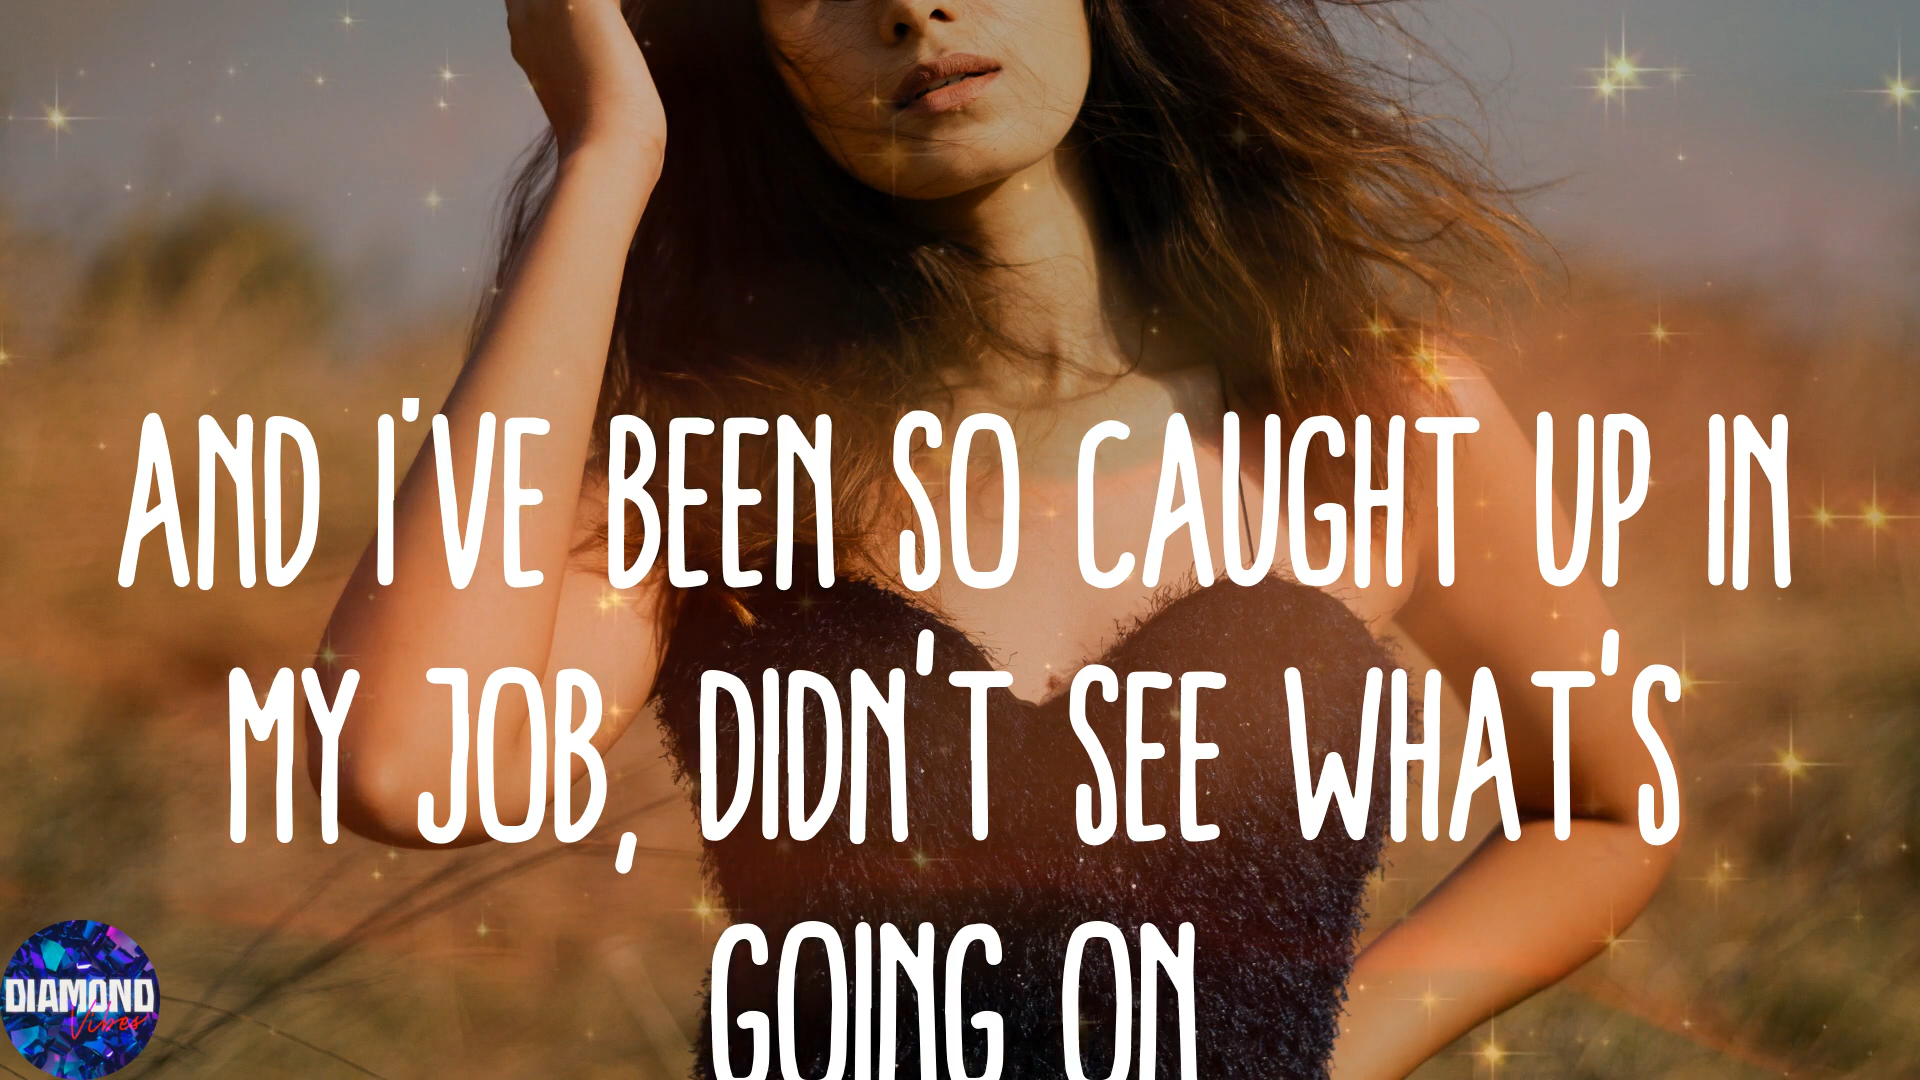 AND I'VE BEEN SO CAUGHT UP IN
MY JOB, DIDN'T SEE WHAT'S
GOING ON
DIAMOND
Vibes